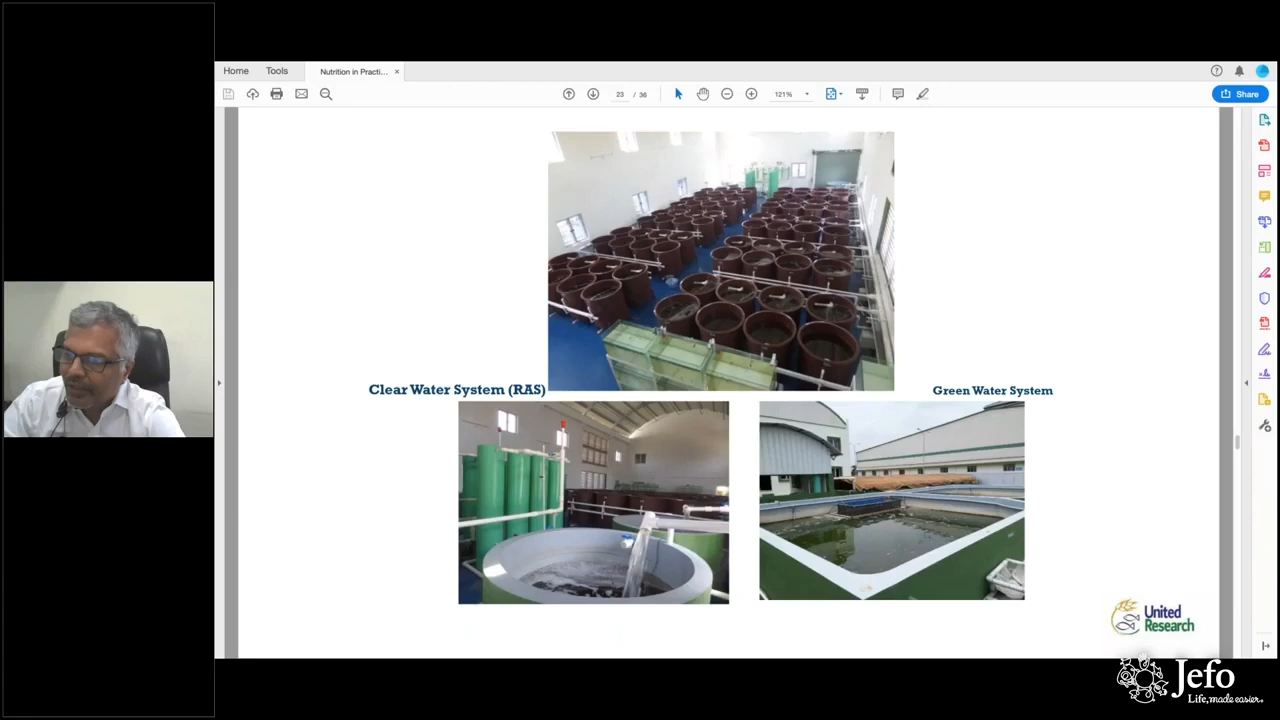 Home
Tools
Nutrition in Practi...
23 / 36
121%
Share
Clear Water System (RAS)
Green Water System
United
Research
Jefo
Life, made easier.